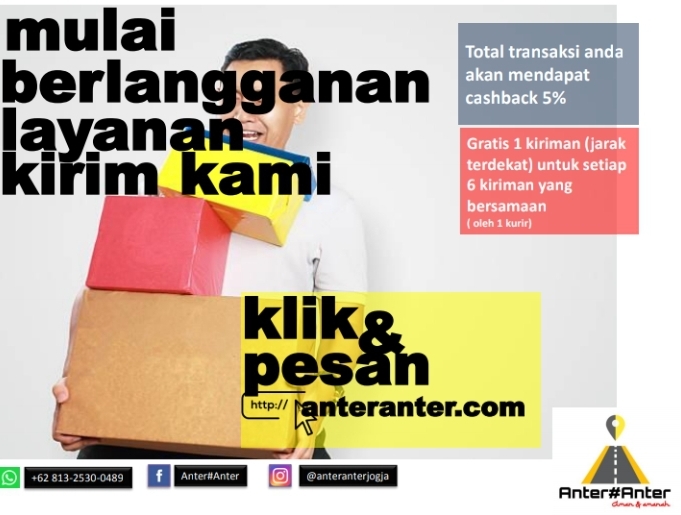 mulai
berlangganan
layanan
kirim kami
Total transaksi anda
akan mendapat
cashback 5%
Gratis 1 kiriman (jarak
terdekat) untuk setiap
6 kiriman yang
bersamaan
( oleh 1 kurir)
klik &
pesan
http:// anteranter.com
+62 813-2530-0489
Anter#Anter
@anteranterjogja
Anter#Anter
aman & amanah